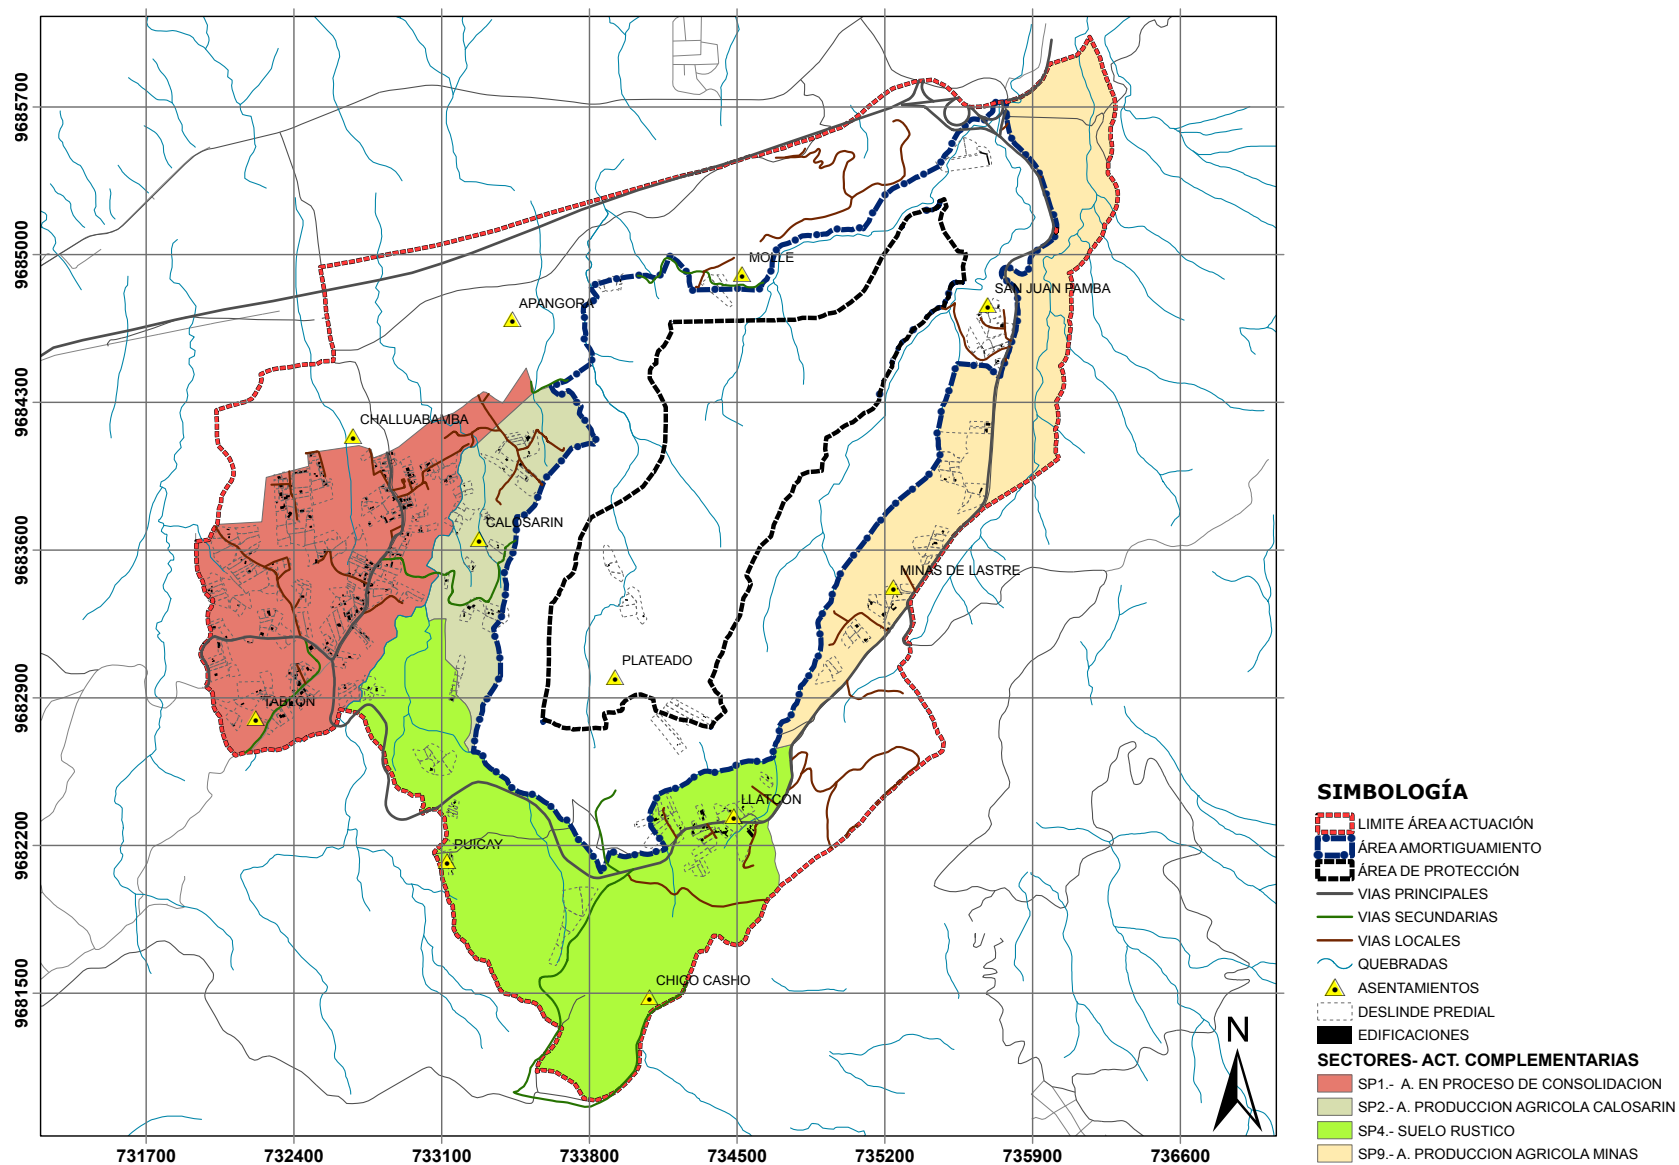 9685700
9685000
9684300
9683600
9682900
9682200
9681500
MOLLE
SAN JUAN PAMBA
APANGORA
CHALLUABAMBA
CALOSARIN
MINAS DE LASTRE
PLATEADO
TABLON
LLATCON
PUICAY
CHICO CASHO
N
731700
732400
733100
733800
734500
735200
735900
736600
SIMBOLOGÍA
LIMITE ÁREA ACTUACIÓN
ÁREA AMORTIGUAMIENTO
ÁREA DE PROTECCIÓN
VIAS PRINCIPALES
VIAS SECUNDARIAS
VIAS LOCALES
QUEBRADAS
ASENTAMIENTOS
DESLINDE PREDIAL
EDIFICACIONES
SECTORES- ACT. COMPLEMENTARIAS
SP1.- A. EN PROCESO DE CONSOLIDACION
SP2.- A. PRODUCCION AGRICOLA CALOSARIN
SP4.- SUELO RUSTICO
SP9.- A. PRODUCCION AGRICOLA MINAS